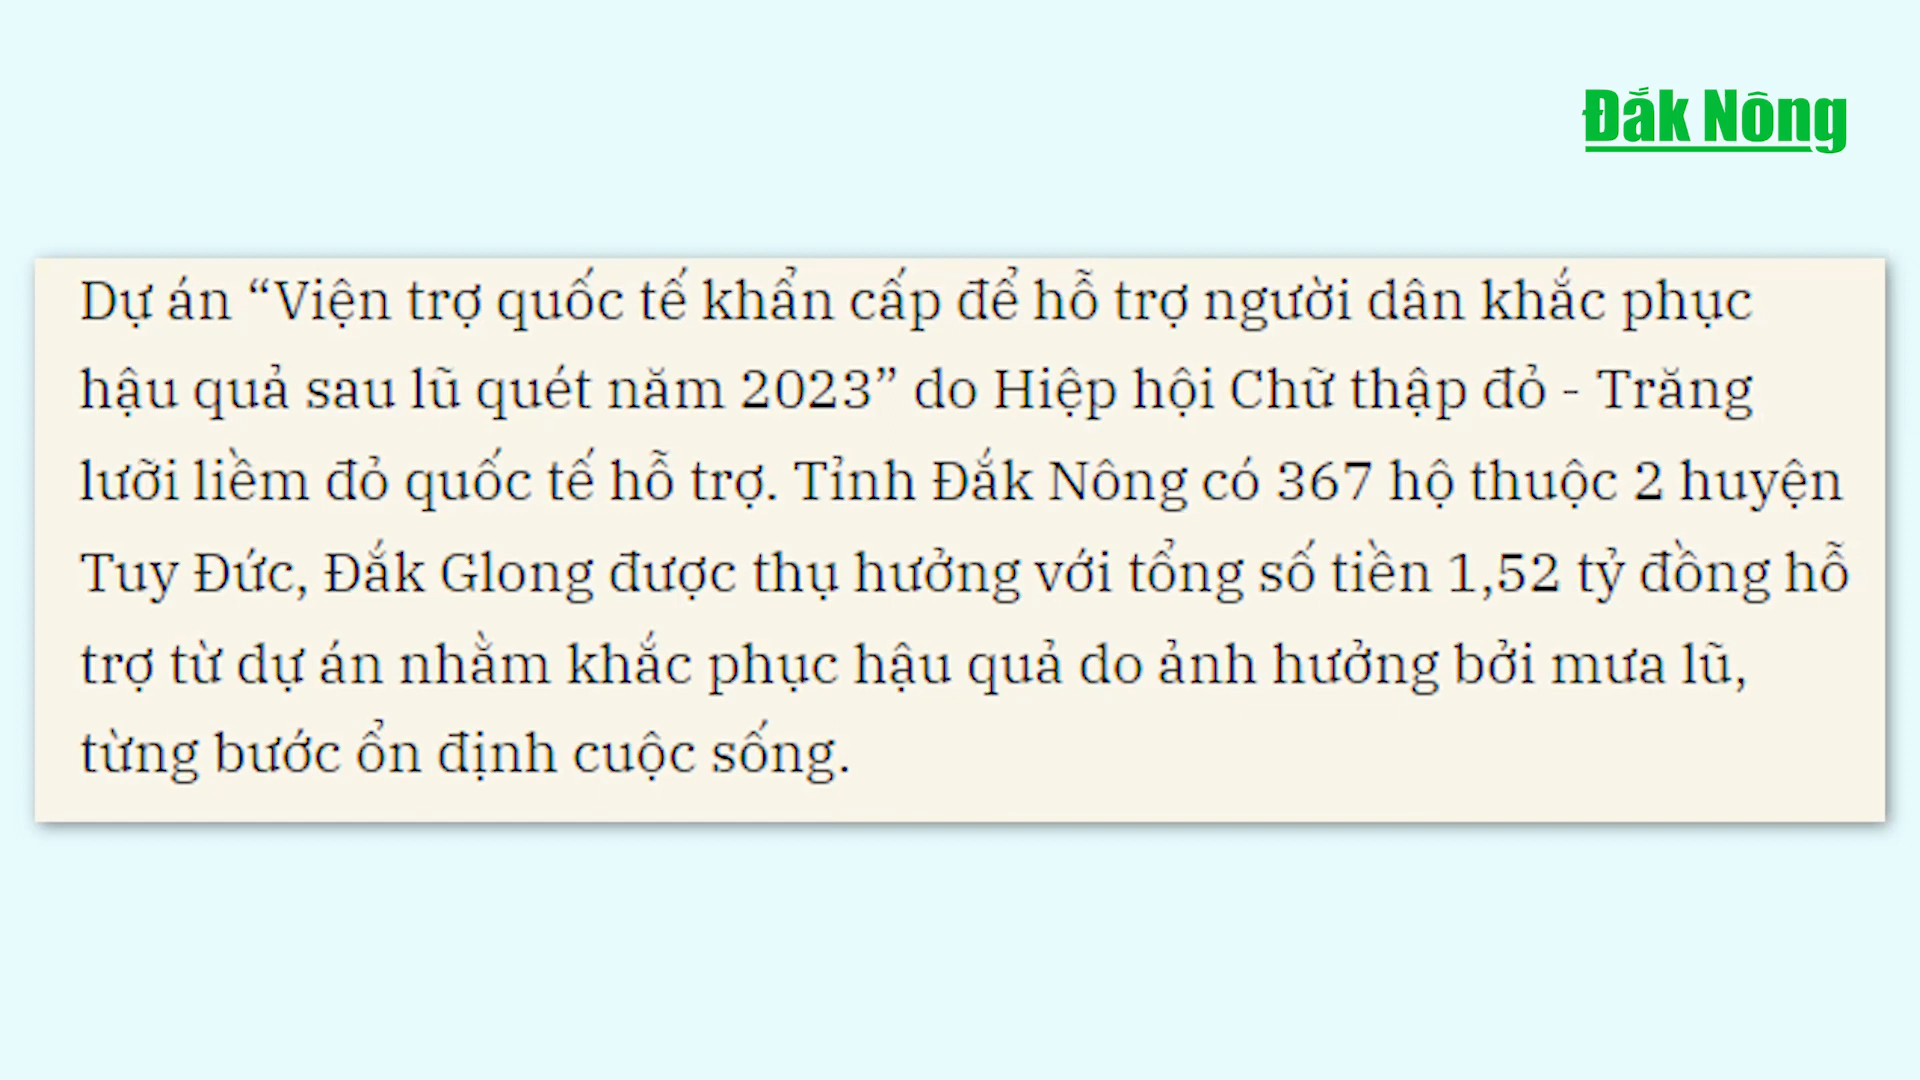 Đắk Nông
Dự án “Viện trợ quốc tế khẩn cấp để hỗ trợ người dân khắc phục
hậu quả sau lũ quét năm 2023” do Hiệp hội Chữ thập đỏ - Trăng
lưỡi liềm đỏ quốc tế hỗ trợ. Tỉnh Đắk Nông có 367 hộ thuộc 2 huyện
Tuy Đức, Đắk Glong được thụ hưởng với tổng số tiền 1,52 tỷ đồng hỗ
trợ từ dự án nhằm khắc phục hậu quả do ảnh hưởng bởi mưa lũ,
từng bước ổn định cuộc sống.